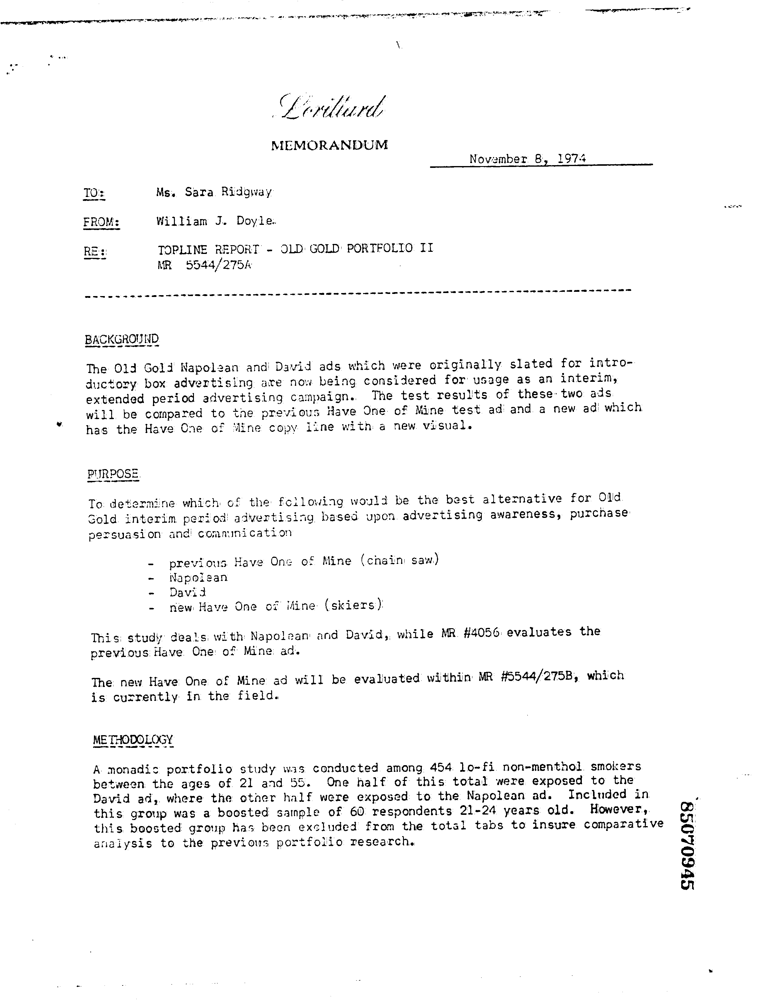 Lorillard
MEMORANDUM
November 8, 1974
TO: Ms. Sara Ridgway
FROM: William J. Doyle
RE: TOPLINE REPORT - OLD GOLD PORTFOLIO II
MR 5544/275A
BACKGROUND
The Old Gold Napolean and David ads which were originally slated for intro-
ductory box advertising are now being considered for usage as an interim,
extended period advertising campaign. The test results of these two ads
will be compared to the previous Have One of Mine test ad and a new ad which
has the Have One of Mine copy line with a new visual.
PURPOSE
To determine which of the following would be the best alternative for Old
Gold interim period advertising based upon advertising awareness, purchase
persuasion and communication
- previous Have One of Mine (chain saw)
- Napolean
- David
- new Have One of Mine (skiers)
This study deals with Napolean and David, while MR #4056 evaluates the
previous Have One of Mine ad.
The new Have One of Mine ad will be evaluated within MR #5544/275B, which
is currently in the field.
METHODOLOGY
A monadic portfolio study was conducted among 454 lo-fi non-menthol smokers
between the ages of 21 and 55. One half of this total were exposed to the
David ad, where the other half were exposed to the Napolean ad. Included in
this group was a boosted sample of 60 respondents 21-24 years old. However,
this boosted group has been excluded from the total tabs to insure comparative
analysis to the previous portfolio research.
85070945